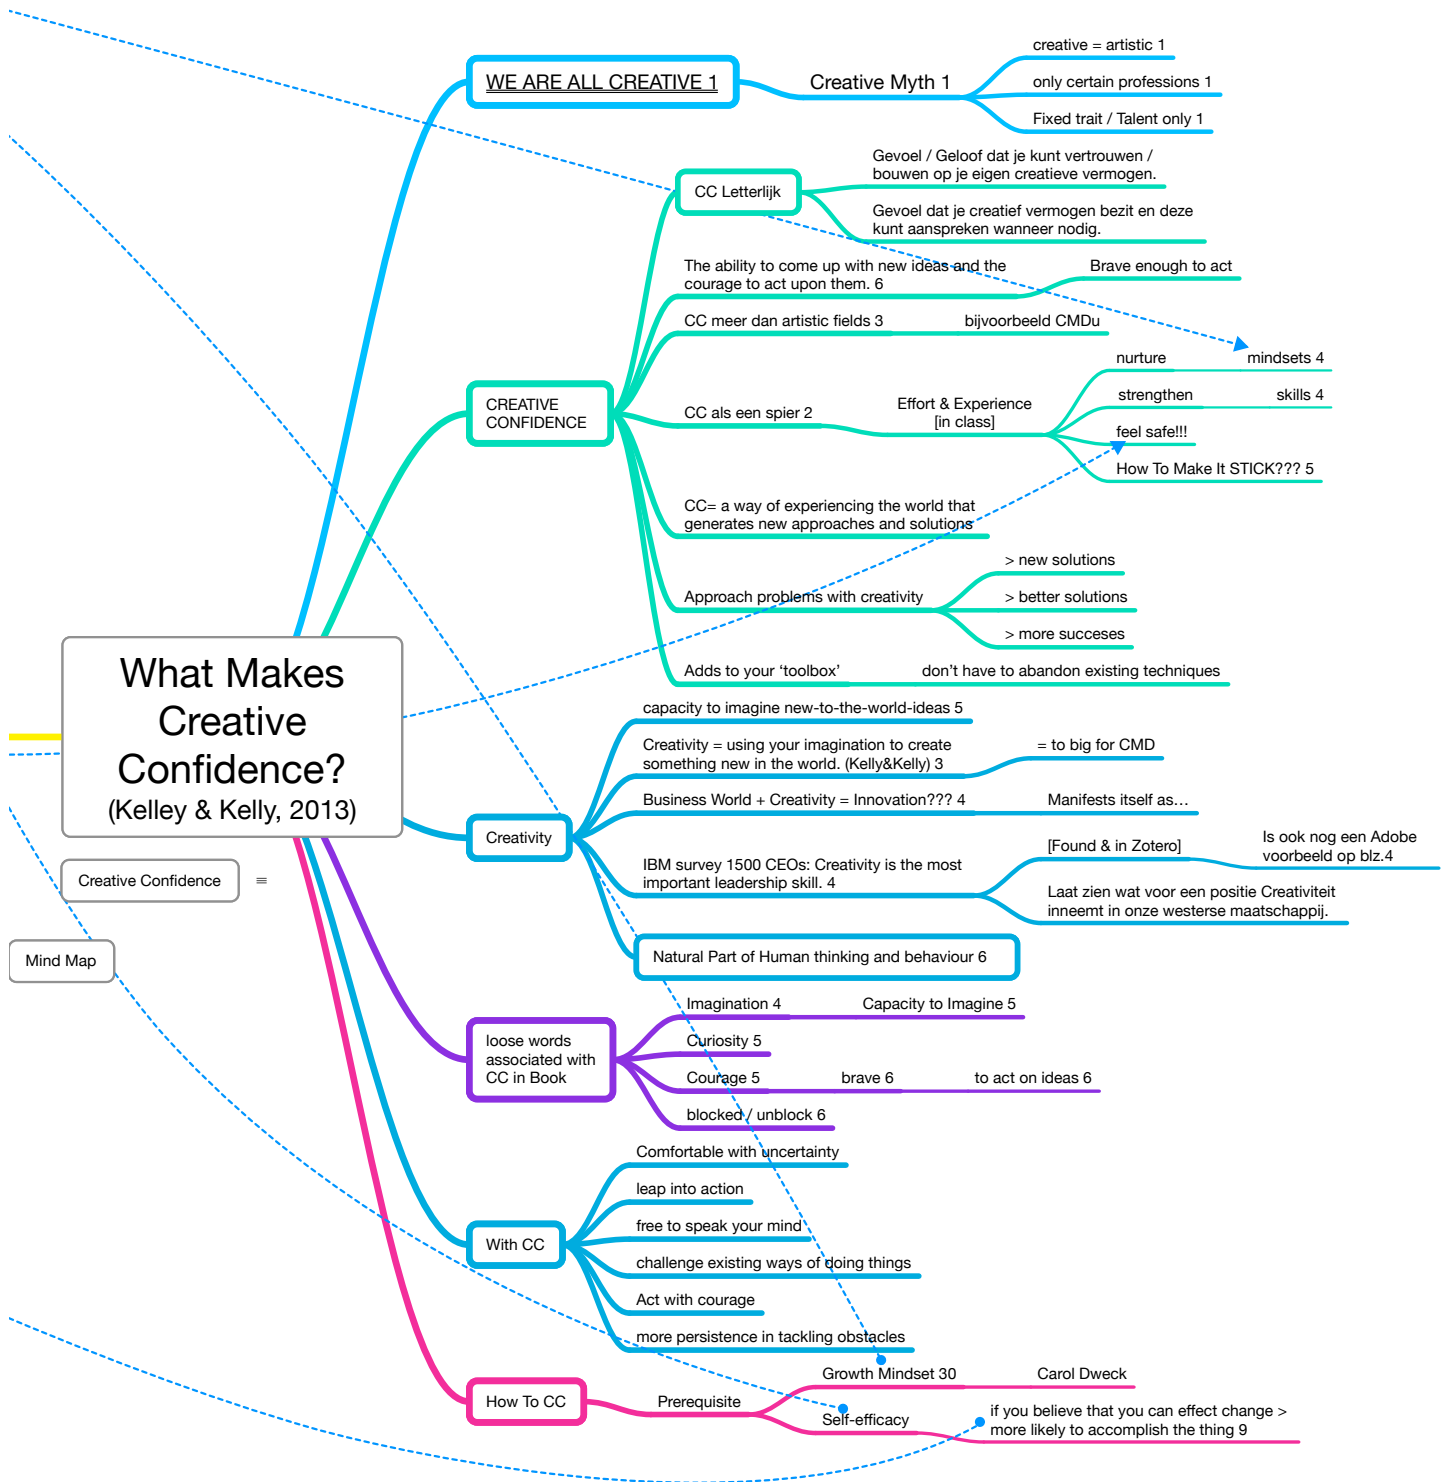 WE ARE ALL CREATIVE 1
Creative Myth 1
creative = artistic 1
only certain professions 1
Fixed trait / Talent only 1
CREATIVE
CONFIDENCE
CC Letterlijk
Gevoel / Geloof dat je kunt vertrouwen /
bouwen op je eigen creatieve vermogen.
Gevoel dat je creatief vermogen bezit en deze
kunt aanspreken wanneer nodig.
The ability to come up with new ideas and the
courage to act upon them. 6
Brave enough to act
CC meer dan artistic fields 3
bijvoorbeeld CMDu
CC als een spier 2
Effort & Experience
[in class]
nurture
mindsets 4
strengthen
skills 4
feel safe!!!
How To Make It STICK??? 5
CC= a way of experiencing the world that
generates new approaches and solutions
Approach problems with creativity
> new solutions
> better solutions
> more succeses
Adds to your ‘toolbox’
don’t have to abandon existing techniques
What Makes
Creative
Confidence?
(Kelley & Kelly, 2013)
Creative Confidence
=
Mind Map
Creativity
capacity to imagine new-to-the-world-ideas 5
Creativity = using your imagination to create
something new in the world. (Kelly&Kelly) 3
= to big for CMD
Business World + Creativity = Innovation??? 4
Manifests itself as…
IBM survey 1500 CEOs: Creativity is the most
important leadership skill. 4
[Found & in Zotero]
Is ook nog een Adobe
voorbeeld op blz.4
Laat zien wat voor een positie Creativiteit
inneemt in onze westerse maatschappij.
Natural Part of Human thinking and behaviour 6
loose words
associated with
CC in Book
Imagination 4
Capacity to Imagine 5
Curiosity 5
Courage 5
brave 6
to act on ideas 6
blocked / unblock 6
With CC
Comfortable with uncertainty
leap into action
free to speak your mind
challenge existing ways of doing things
Act with courage
more persistence in tackling obstacles
How To CC
Prerequisite
Growth Mindset 30
Carol Dweck
Self-efficacy
if you believe that you can effect change >
more likely to accomplish the thing 9